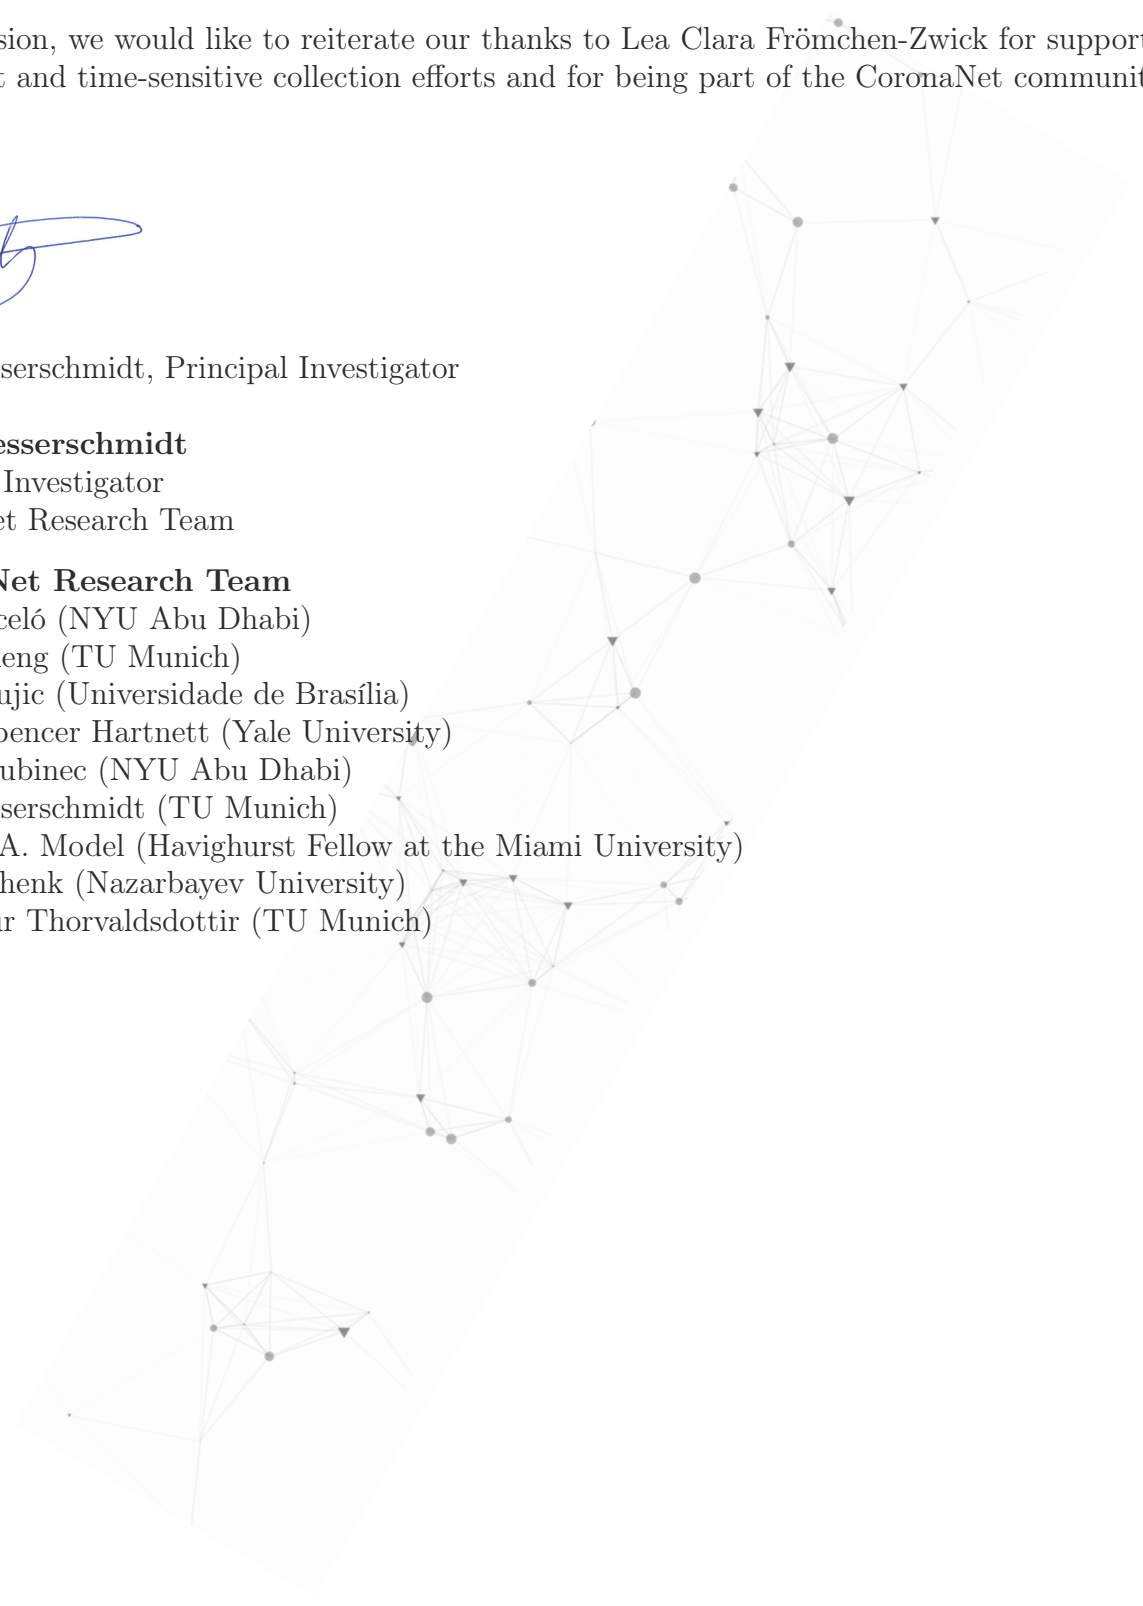 sion, we would like to reiterate our thanks to Lea Clara Frömchen-Zwick for support
t and time-sensitive collection efforts and for being part of the CoronaNet communit
serschmidt, Principal Investigator
esserschmidt
Investigator
et Research Team
Net Research Team
celó (NYU Abu Dhabi)
eng (TU Munich)
ujic (Universidade de Brasília)
pencer Hartnett (Yale University)
ubinec (NYU Abu Dhabi)
serschmidt (TU Munich)
A. Model (Havighurst Fellow at the Miami University)
henk (Nazarbayev University)
ur Thorvaldsdottir (TU Munich)